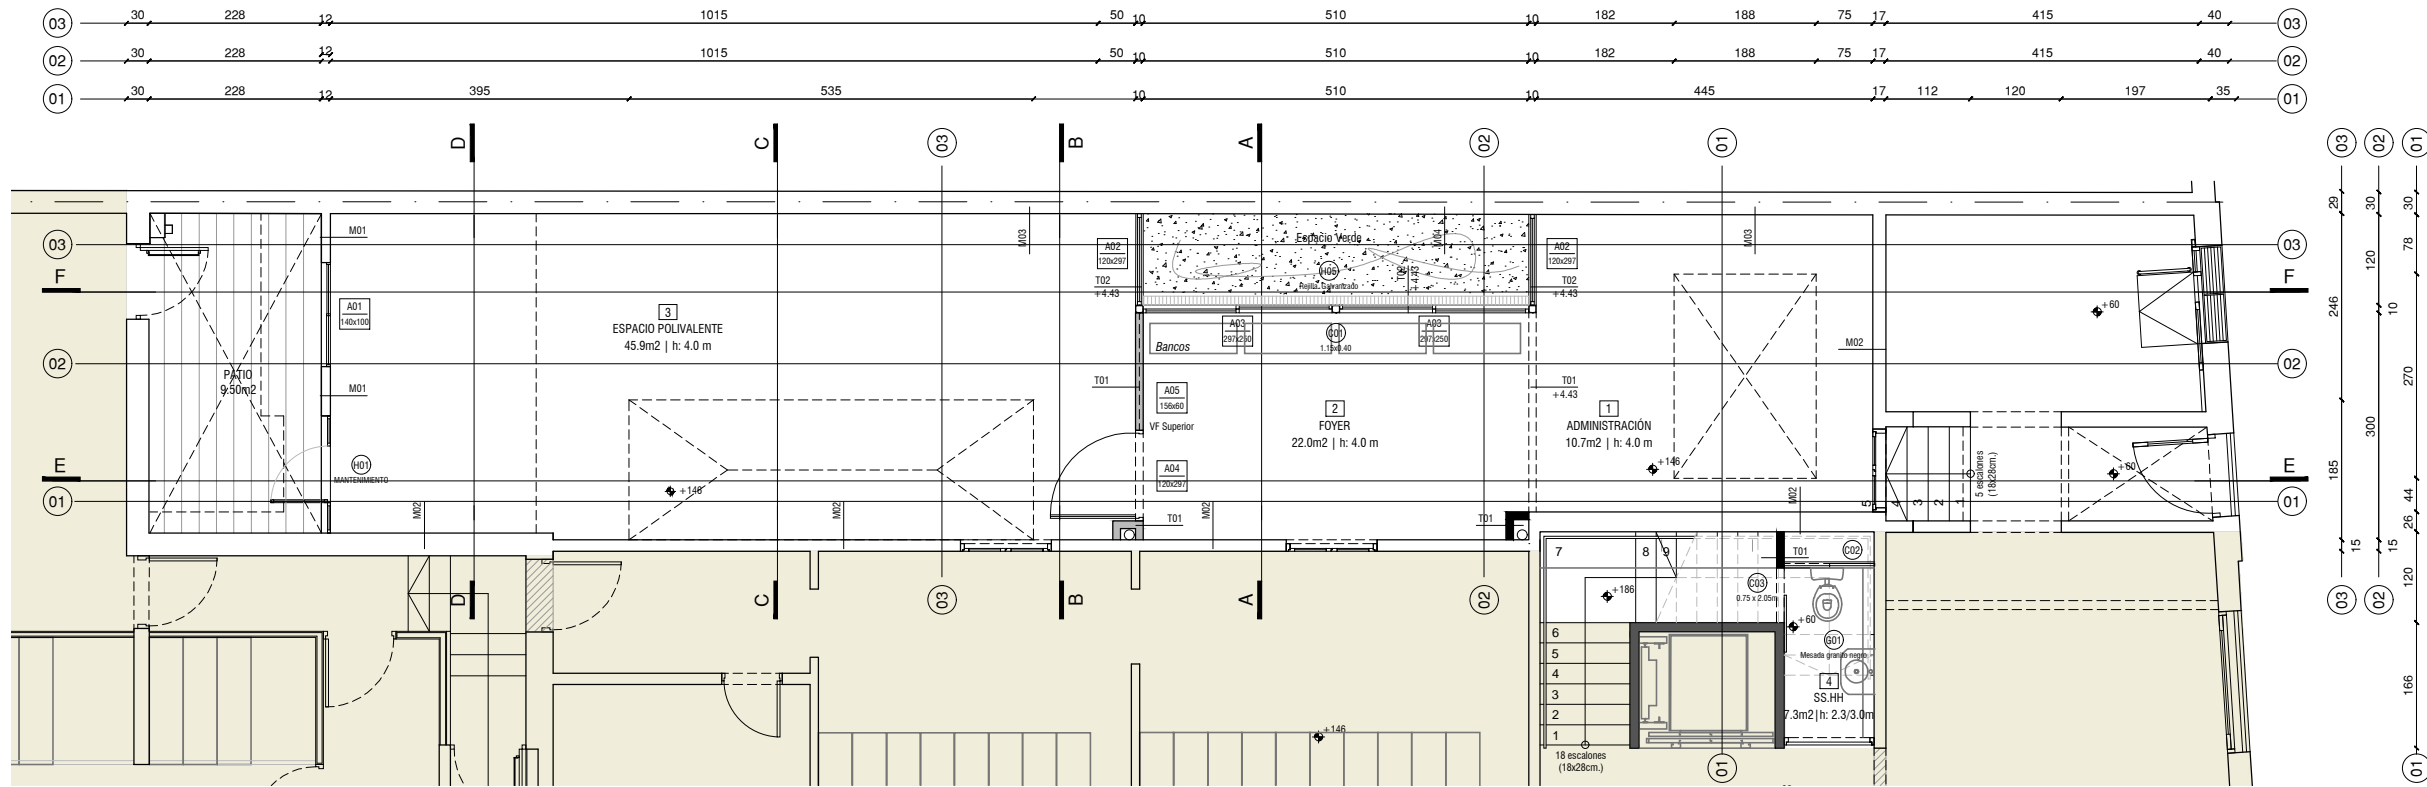 03 30 228 12 1015 50 10 510 10 182 188 75 17 415 40 03
02 30 228 12 1015 50 10 510 10 182 188 75 17 415 40 02
01 30 228 12 395 535 10 510 10 445 17 112 120 197 35 01
D C 03 B A 02 01
03 02 01
29 30 30
78
120
246 10
270
300
185
44
26
15 15
120
166
03 02
01
03 M01 M03 A02 Espacio Verde M04 A02 M03 03
120x297 120x297
H05
F T02 T02 T02 F
+4.43 +4.43 +4.43
Rejilla Galvanizado
A01
140x100
3
ESPACIO POLIVALENTE
45.9m2 | h: 4.0 m
A03 C01 A03
297x250 1.15x0.40 297x250
Bancos
+60
M02
02 02
PATIO
9.50m2
M01
T01 A05 T01
156x60 +4.43
VF Superior
2
FOYER
22.0m2 | h: 4.0 m
1
ADMINISTRACIÓN
10.7m2 | h: 4.0 m
E H01 E
MANTENIMIENTO
A04
120x297
+146 +146 +60
5 4 3 2 1
5 escalones
(18x28cm.)
01 M02 M02 M02 M02 01
T01 T01
7 8 9 T01 C02
C03
0.75 x 2.05m
+186
+60
D C 03 B A 02
6
5
4
3
2
1
G01
Mesada granito negro
4
SS.HH
7.3m2|h: 2.3/3.0m
+146
18 escalones
(18x28cm.)
01